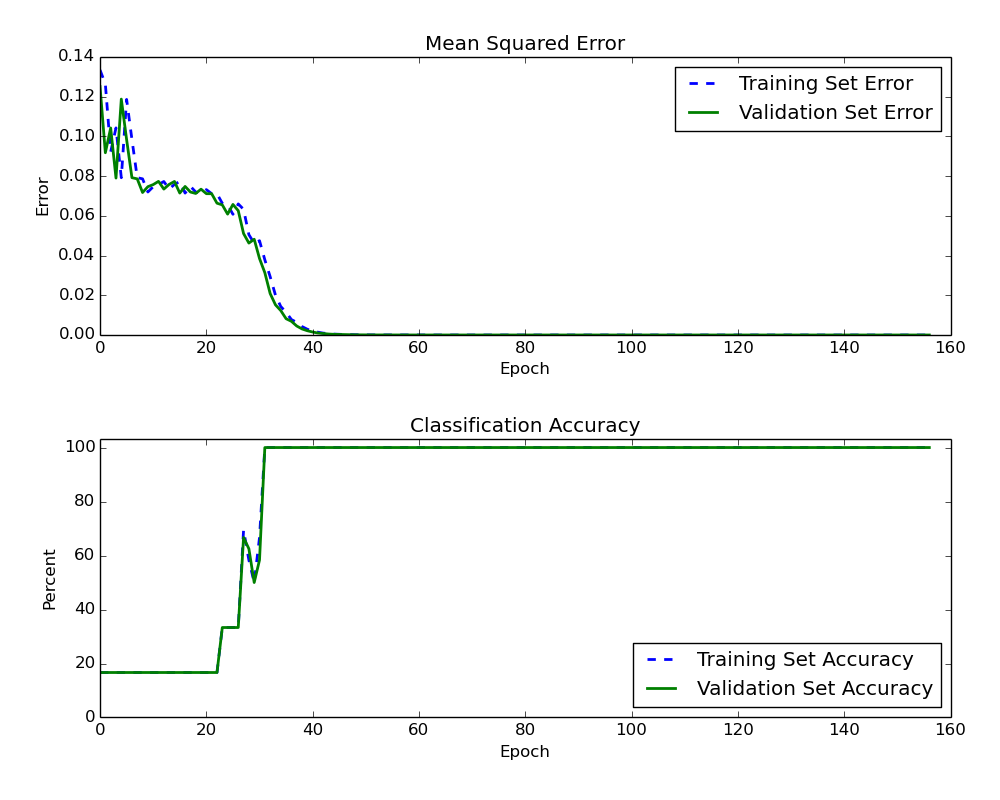 Mean Squared Error
0.14
0.12
0.10
0.08
0.06
0.04
0.02
0.00
Error
Training Set Error
Validation Set Error
0 20 40 60 80 100 120 140 160
Epoch
Classification Accuracy
100
80
60
40
20
0
Percent
Training Set Accuracy
Validation Set Accuracy
0 20 40 60 80 100 120 140 160
Epoch